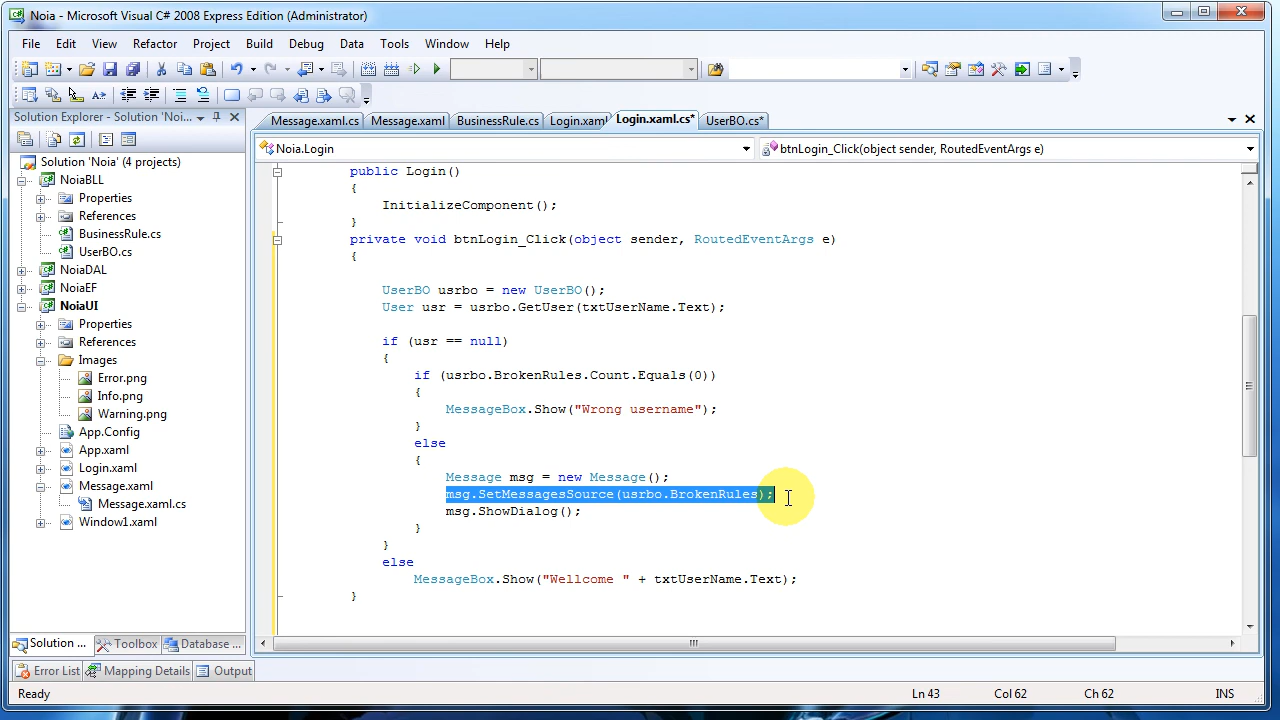 Noia - Microsoft Visual C# 2008 Express Edition (Administrator)
File Edit View Refactor Project Build Debug Data Tools Window Help
Solution Explorer - Solution 'Noi...
Message.xaml.cs Message.xaml BusinessRule.cs Login.xaml Login.xaml.cs* UserBO.cs*
Noia.Login btnLogin_Click(object sender, RoutedEventArgs e)
Solution 'Noia' (4 projects)
NoiaBLL
Properties
References
BusinessRule.cs
UserBO.cs
NoiaDAL
NoiaEF
NoiaUI
Properties
References
Images
Error.png
Info.png
Warning.png
App.Config
App.xaml
Login.xaml
Message.xaml
Message.xaml.cs
Window1.xaml
public Login()
{
InitializeComponent();
}
private void btnLogin_Click(object sender, RoutedEventArgs e)
{
UserBO usrbo = new UserBO();
User usr = usrbo.GetUser(txtUserName.Text);
if (usr == null)
{
if (usrbo.BrokenRules.Count.Equals(0))
{
MessageBox.Show("Wrong username");
}
else
{
Message msg = new Message();
msg.SetMessagesSource(usrbo.BrokenRules);
msg.ShowDialog();
}
}
else
MessageBox.Show("Wellcome " + txtUserName.Text);
}
Solution ... Toolbox Database ...
Error List Mapping Details Output
Ready Ln 43 Col 62 Ch 62 INS